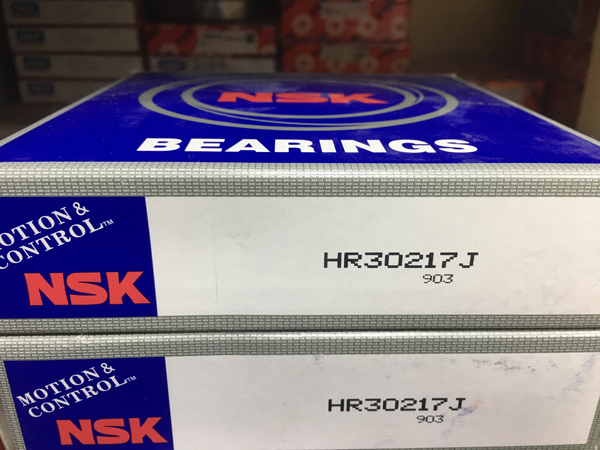 NSK
BEARINGS
MOTION &
CONTROL™
NSK
HR30217J
903
MOTION &
CONTROL™
NSK
HR30217J
903